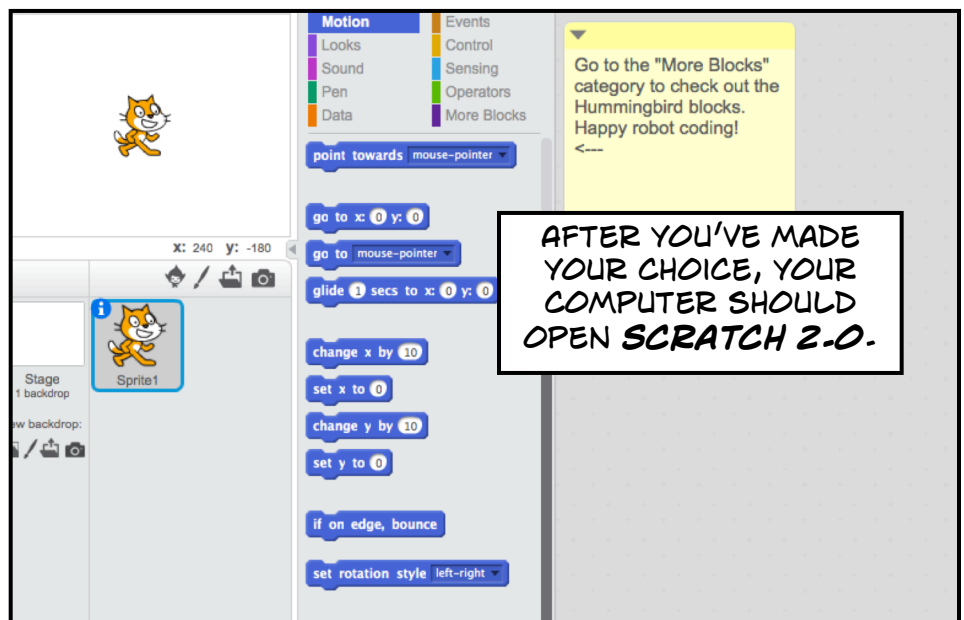 Motion
Events
Looks
Control
Sound
Sensing
Pen
Operators
Data
More Blocks
point towards mouse-pointer
go to x: 0 y: 0
go to mouse-pointer
glide 1 secs to x: 0 y: 0
change x by 10
set x to 0
change y by 10
set y to 0
if on edge, bounce
set rotation style left-right
Go to the "More Blocks"
category to check out the
Hummingbird blocks.
Happy robot coding!
<---
AFTER YOU'VE MADE
YOUR CHOICE, YOUR
COMPUTER SHOULD
OPEN SCRATCH 2.0.
X: 240 y: -180
i
Sprite1
Stage
1 backdrop
ew backdrop: